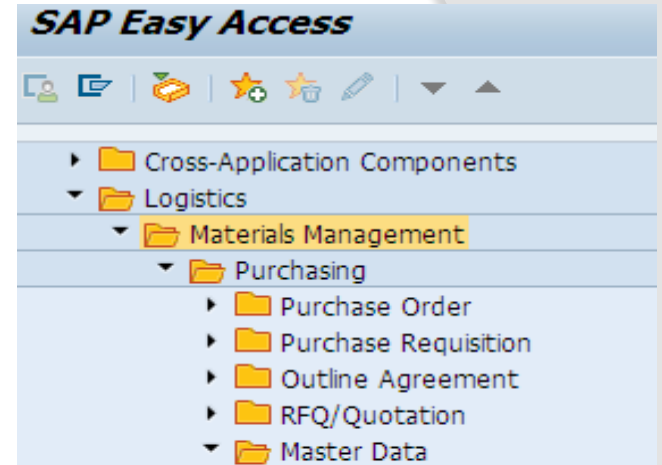 SAP Easy Access
Cross-Application Components
Logistics
Materials Management
Purchasing
Purchase Order
Purchase Requisition
Outline Agreement
RFQ/Quotation
Master Data